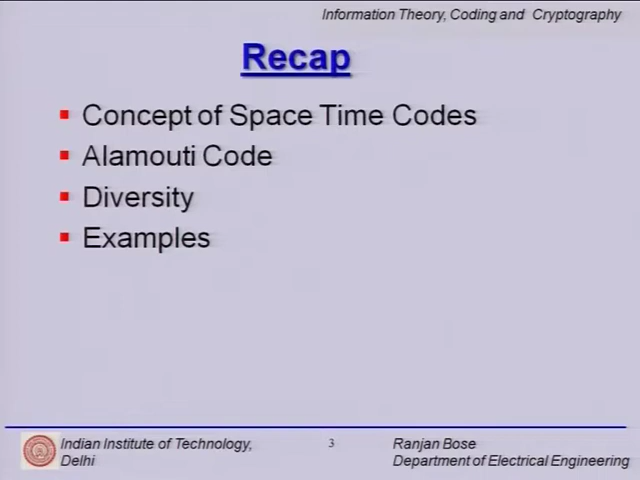 Information Theory, Coding and Cryptography
Recap
Concept of Space Time Codes
Alamouti Code
Diversity
Examples
Indian Institute of Technology,
Delhi
3
Ranjan Bose
Department of Electrical Engineering